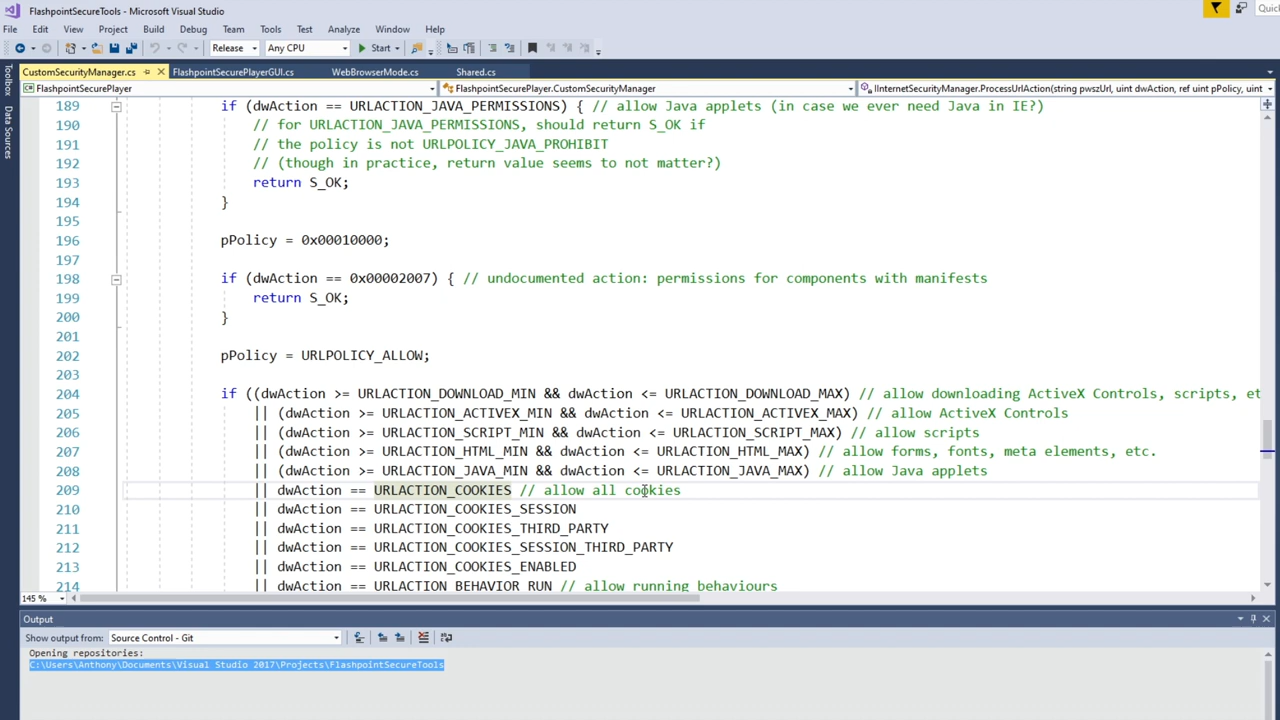 FlashpointSecureTools - Microsoft Visual Studio
Quick
File Edit View Project Build Debug Team Tools Test Analyze Window Help
Release Any CPU Start
CustomSecurityManager.cs FlashpointSecurePlayerGUI.cs WebBrowserMode.cs Shared.cs
FlashpointSecurePlayer FlashpointSecurePlayer.CustomSecurityManager IInternetSecurityManager.ProcessUrlAction(string pwszUrl, uint dwAction, ref uint pPolicy, uint
Toolbox
Data Sources
189 if (dwAction == URLACTION_JAVA_PERMISSIONS) { // allow Java applets (in case we ever need Java in IE?)
190 // for URLACTION_JAVA_PERMISSIONS, should return S_OK if
191 // the policy is not URLPOLICY_JAVA_PROHIBIT
192 // (though in practice, return value seems to not matter?)
193 return S_OK;
194 }
195
196 pPolicy = 0x00010000;
197
198 if (dwAction == 0x00002007) { // undocumented action: permissions for components with manifests
199 return S_OK;
200 }
201
202 pPolicy = URLPOLICY_ALLOW;
203
204 if ((dwAction >= URLACTION_DOWNLOAD_MIN && dwAction <= URLACTION_DOWNLOAD_MAX) // allow downloading ActiveX Controls, scripts, et
205 || (dwAction >= URLACTION_ACTIVEX_MIN && dwAction <= URLACTION_ACTIVEX_MAX) // allow ActiveX Controls
206 || (dwAction >= URLACTION_SCRIPT_MIN && dwAction <= URLACTION_SCRIPT_MAX) // allow scripts
207 || (dwAction >= URLACTION_HTML_MIN && dwAction <= URLACTION_HTML_MAX) // allow forms, fonts, meta elements, etc.
208 || (dwAction >= URLACTION_JAVA_MIN && dwAction <= URLACTION_JAVA_MAX) // allow Java applets
209 || dwAction == URLACTION_COOKIES // allow all cookies
210 || dwAction == URLACTION_COOKIES_SESSION
211 || dwAction == URLACTION_COOKIES_THIRD_PARTY
212 || dwAction == URLACTION_COOKIES_SESSION_THIRD_PARTY
213 || dwAction == URLACTION_COOKIES_ENABLED
214 || dwAction == URLACTION_BEHAVIOR_RUN // allow running behaviours
145 %
Output
Show output from: Source Control - Git
Opening repositories:
C:\Users\Anthony\Documents\Visual Studio 2017\Projects\FlashpointSecureTools